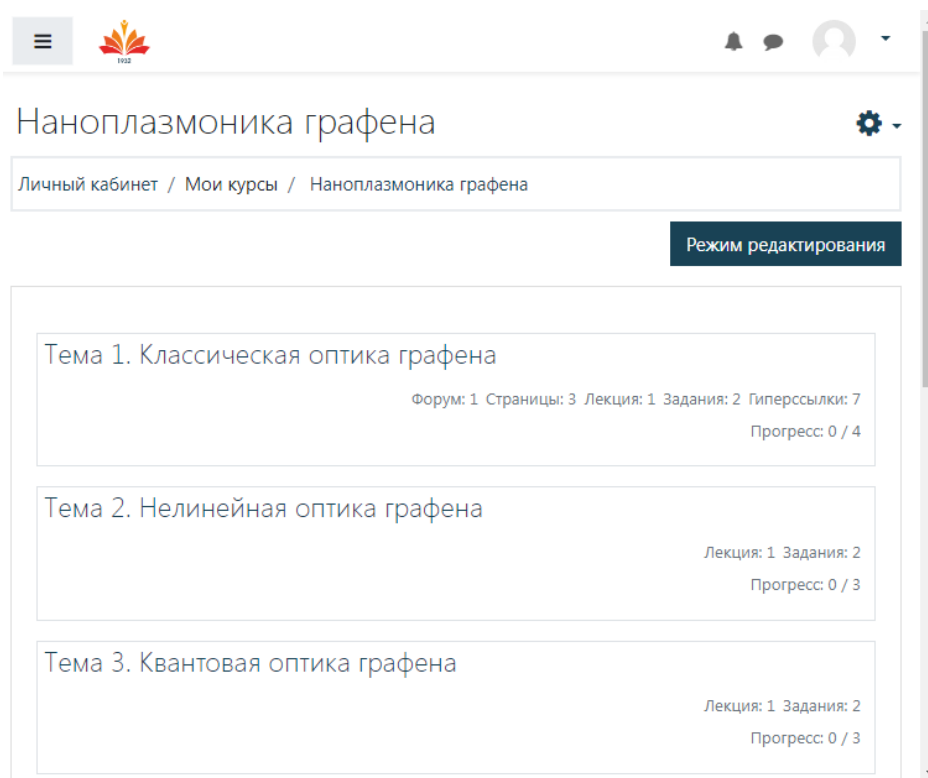 1932
Наноплазмоника графена
Личный кабинет / Мои курсы / Наноплазмоника графена
Режим редактирования
Тема 1. Классическая оптика графена
Форум: 1 Страницы: 3 Лекция: 1 Задания: 2 Гиперссылки: 7
Прогресс: 0 / 4
Тема 2. Нелинейная оптика графена
Лекция: 1 Задания: 2
Прогресс: 0 / 3
Тема 3. Квантовая оптика графена
Лекция: 1 Задания: 2
Прогресс: 0 / 3